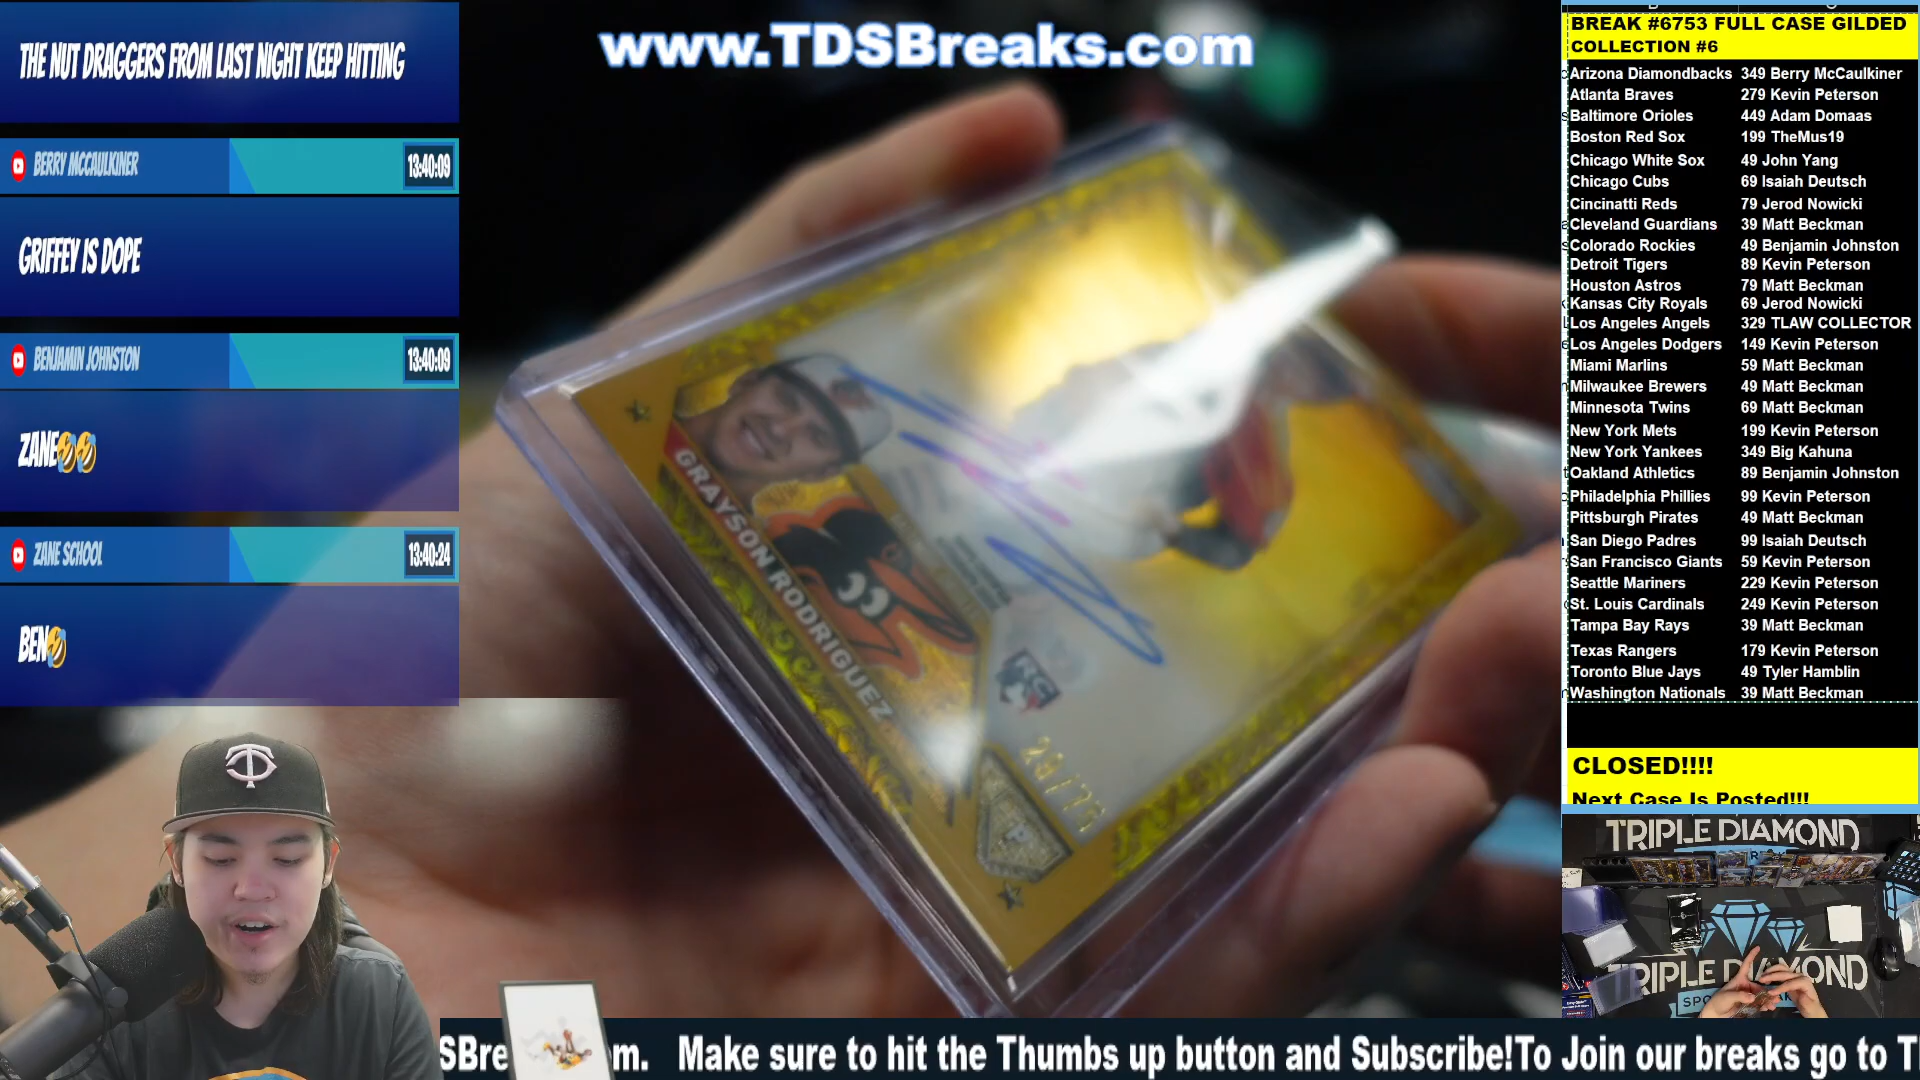 THE NUT DRAGGERS FROM LAST NIGHT KEEP HITTING
BERRY MCCAULKINER 13:40:09
GRIFFEY IS DOPE
BENJAMIN JOHNSTON 13:40:09
ZANE🤣🤣
ZANE SCHOOL 13:40:24
BEN🤣
www.TDSBreaks.com
GRAYSON RODRIGUEZ
RC
BREAK #6753 FULL CASE GILDED
COLLECTION #6
Arizona Diamondbacks 349 Berry McCaulkiner
Atlanta Braves 279 Kevin Peterson
Baltimore Orioles 449 Adam Domaas
Boston Red Sox 199 TheMus19
Chicago White Sox 49 John Yang
Chicago Cubs 69 Isaiah Deutsch
Cincinatti Reds 79 Jerod Nowicki
Cleveland Guardians 39 Matt Beckman
Colorado Rockies 49 Benjamin Johnston
Detroit Tigers 89 Kevin Peterson
Houston Astros 79 Matt Beckman
Kansas City Royals 69 Jerod Nowicki
Los Angeles Angels 329 TLAW COLLECTOR
Los Angeles Dodgers 149 Kevin Peterson
Miami Marlins 59 Matt Beckman
Milwaukee Brewers 49 Matt Beckman
Minnesota Twins 69 Matt Beckman
New York Mets 199 Kevin Peterson
New York Yankees 349 Big Kahuna
Oakland Athletics 89 Benjamin Johnston
Philadelphia Phillies 99 Kevin Peterson
Pittsburgh Pirates 49 Matt Beckman
San Diego Padres 99 Isaiah Deutsch
San Francisco Giants 59 Kevin Peterson
Seattle Mariners 229 Kevin Peterson
St. Louis Cardinals 249 Kevin Peterson
Tampa Bay Rays 39 Matt Beckman
Texas Rangers 179 Kevin Peterson
Toronto Blue Jays 49 Tyler Hamblin
Washington Nationals 39 Matt Beckman
CLOSED!!!!
Next Case Is Posted!!!
TRIPLE DIAMOND
TRIPLE DIAMOND
SBre m. Make sure to hit the Thumbs up button and Subscribe!To Join our breaks go to T